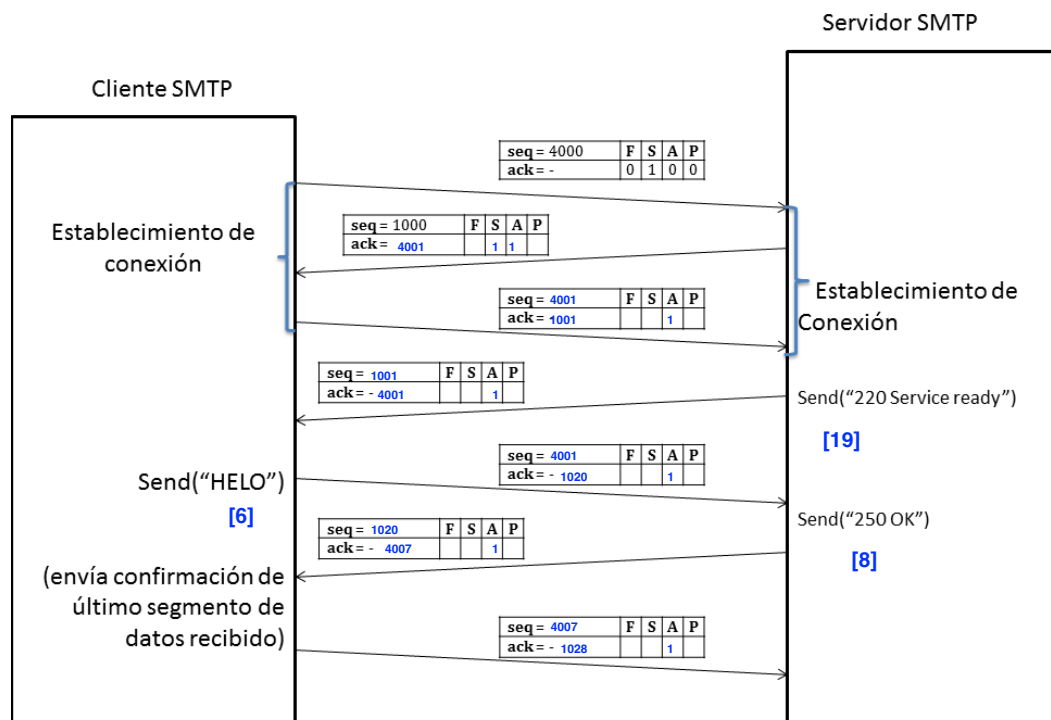 Servidor SMTP
Cliente SMTP
seq = 4000 F S A P
ack = - 0 1 0 0
seq = 1000 F S A P
ack = 4001 1 1
Establecimiento de
conexión
seq = 4001 F S A P
ack = 1001 1
Establecimiento de
Conexión
seq = 1001 F S A P
ack = - 4001 1
Send(“220 Service ready”)
[19]
seq = 4001 F S A P
ack = - 1020 1
Send(“HELO”)
[6]
Send(“250 OK”)
[8]
seq = 1020 F S A P
ack = - 4007 1
(envía confirmación de
último segmento de
datos recibido)
seq = 4007 F S A P
ack = - 1028 1